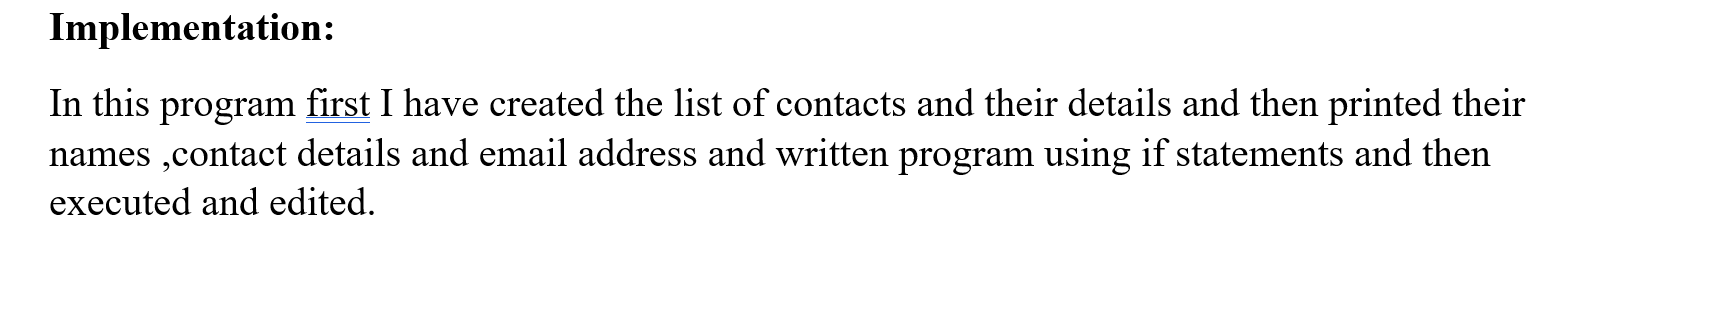 Implementation:
In this program first I have created the list of contacts and their details and then printed their
names ,contact details and email address and written program using if statements and then
executed and edited.